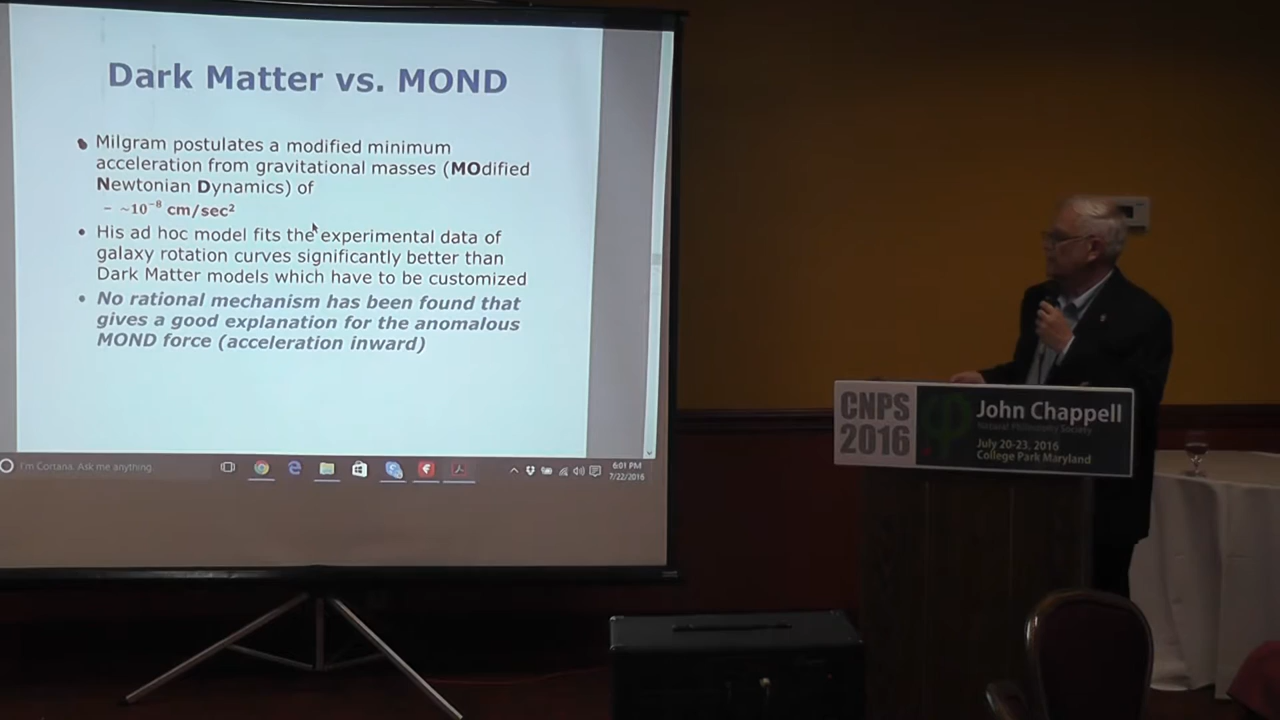 Dark Matter vs. MOND
• Milgram postulates a modified minimum
acceleration from gravitational masses (MOdified
Newtonian Dynamics) of
– ~10⁻⁸ cm/sec²
• His ad hoc model fits the experimental data of
galaxy rotation curves significantly better than
Dark Matter models which have to be customized
• No rational mechanism has been found that
gives a good explanation for the anomalous
MOND force (acceleration inward)
I'm Cortana. Ask me anything.
6:01 PM
7/22/2016
CNPS
2016
John Chappell
Natural Philosophy Society
July 20-23, 2016
College Park Maryland